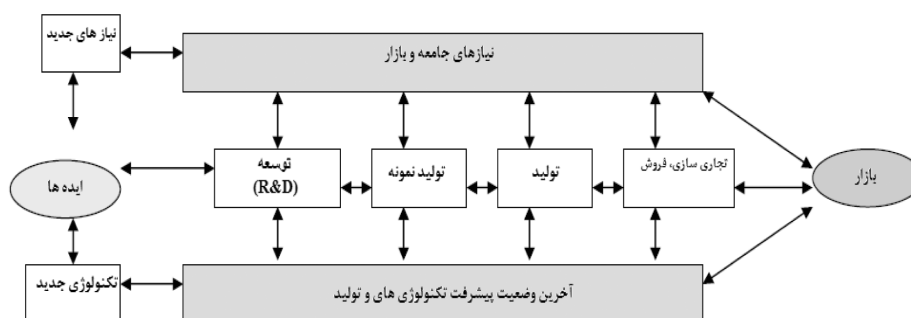 نیاز های جدید
نیازهای جامعه و بازار
ایده ها
توسعه
(R&D)
تولید نمونه
تولید
تجاری سازی، فروش
بازار
تکنولوژی جدید
آخرین وضعیت پیشرفت تکنولوژی های و تولید